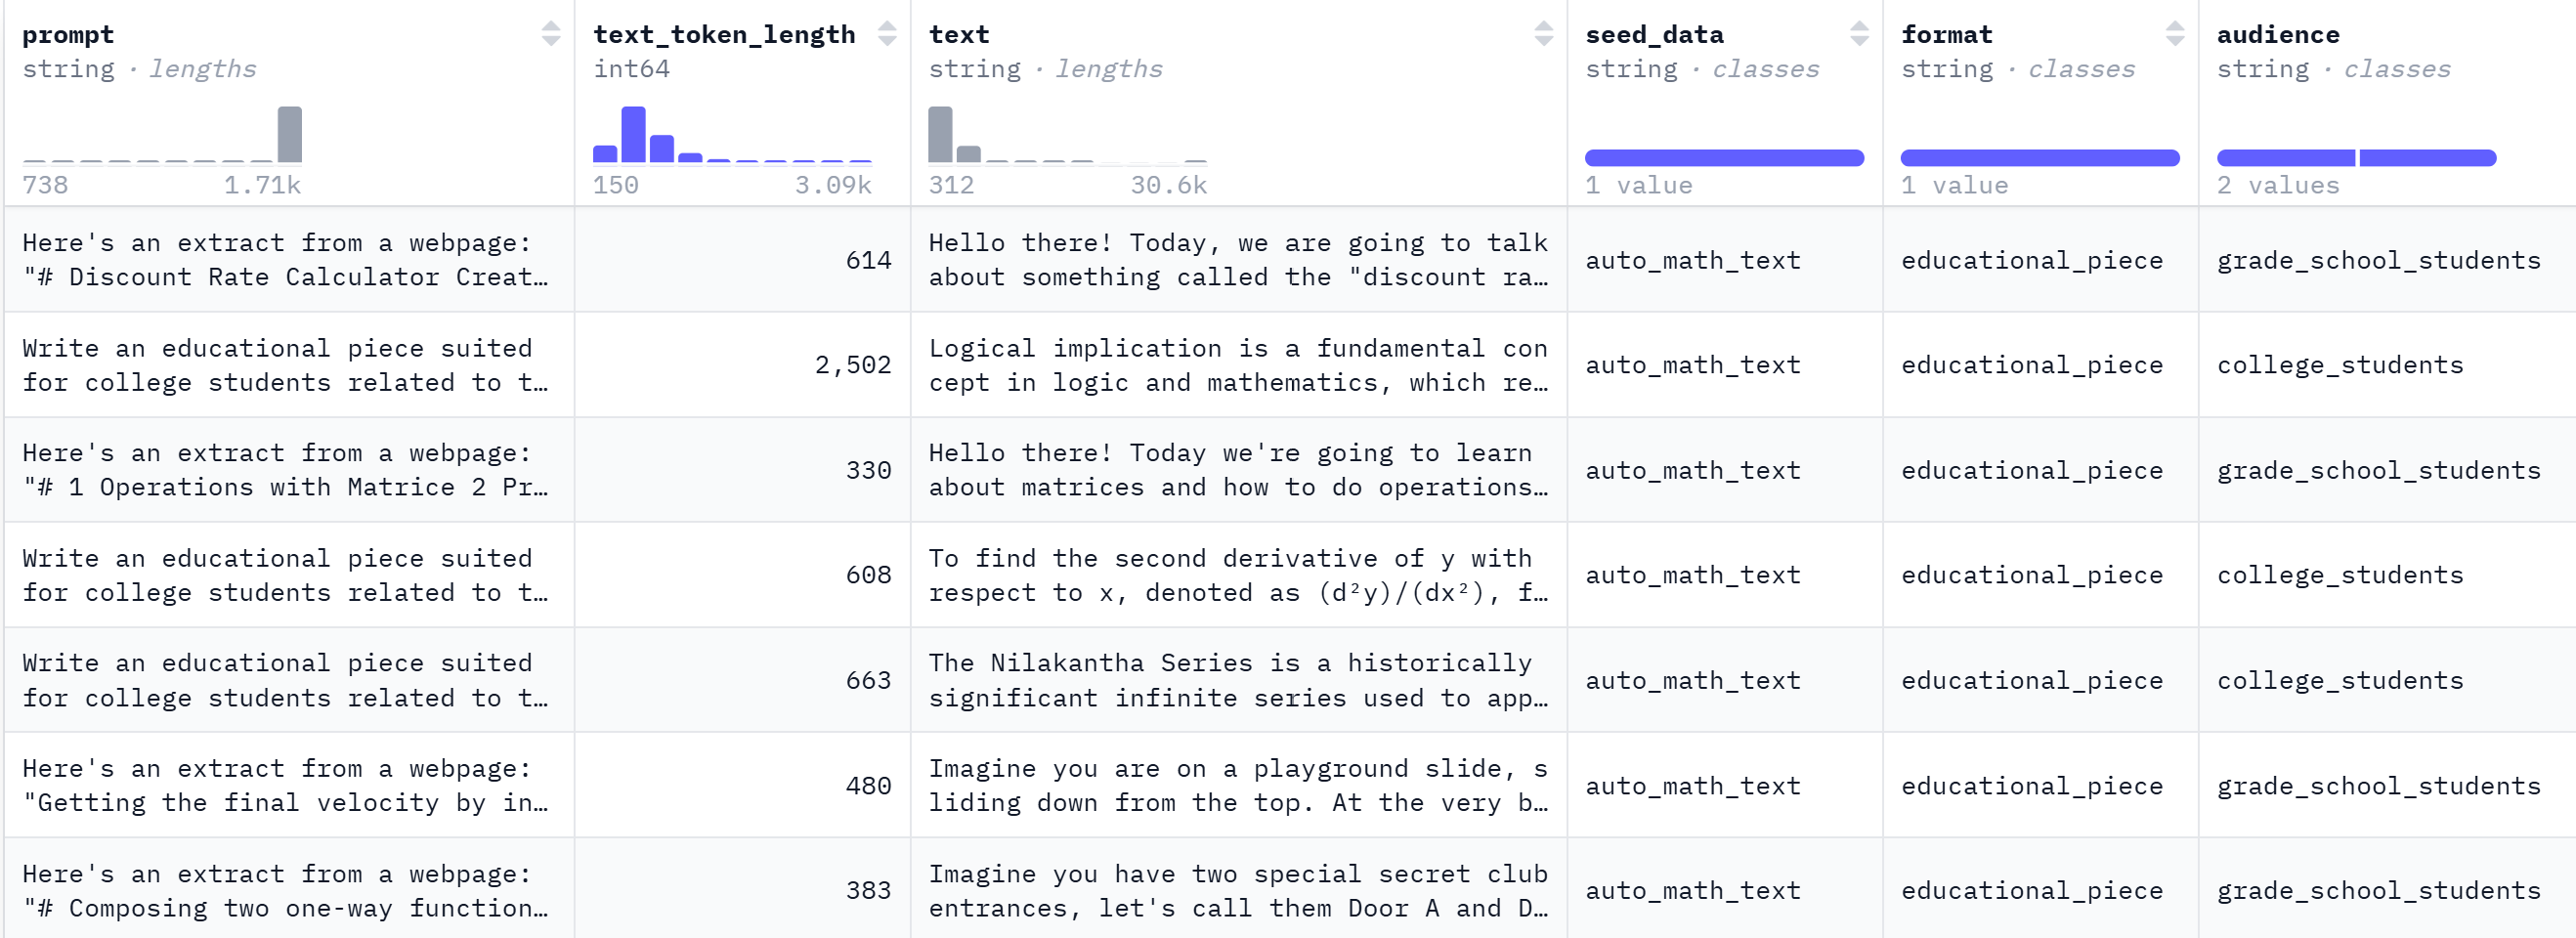 prompt text_token_length text seed_data format audience
string · lengths int64 string · lengths string · classes string · classes string · classes
738 1.71k 150 3.09k 312 30.6k 1 value 1 value 2 values
Here's an extract from a webpage:
"# Discount Rate Calculator Creat…
614
Hello there! Today, we are going to talk
about something called the "discount ra…
auto_math_text
educational_piece
grade_school_students
Write an educational piece suited
for college students related to t…
2,502
Logical implication is a fundamental con
cept in logic and mathematics, which re…
auto_math_text
educational_piece
college_students
Here's an extract from a webpage:
"# 1 Operations with Matrice 2 Pr…
330
Hello there! Today we're going to learn
about matrices and how to do operations…
auto_math_text
educational_piece
grade_school_students
Write an educational piece suited
for college students related to t…
608
To find the second derivative of y with
respect to x, denoted as (d²y)/(dx²), f…
auto_math_text
educational_piece
college_students
Write an educational piece suited
for college students related to t…
663
The Nilakantha Series is a historically
significant infinite series used to app…
auto_math_text
educational_piece
college_students
Here's an extract from a webpage:
"Getting the final velocity by in…
480
Imagine you are on a playground slide, s
liding down from the top. At the very b…
auto_math_text
educational_piece
grade_school_students
Here's an extract from a webpage:
"# Composing two one-way function…
383
Imagine you have two special secret club
entrances, let's call them Door A and D…
auto_math_text
educational_piece
grade_school_students